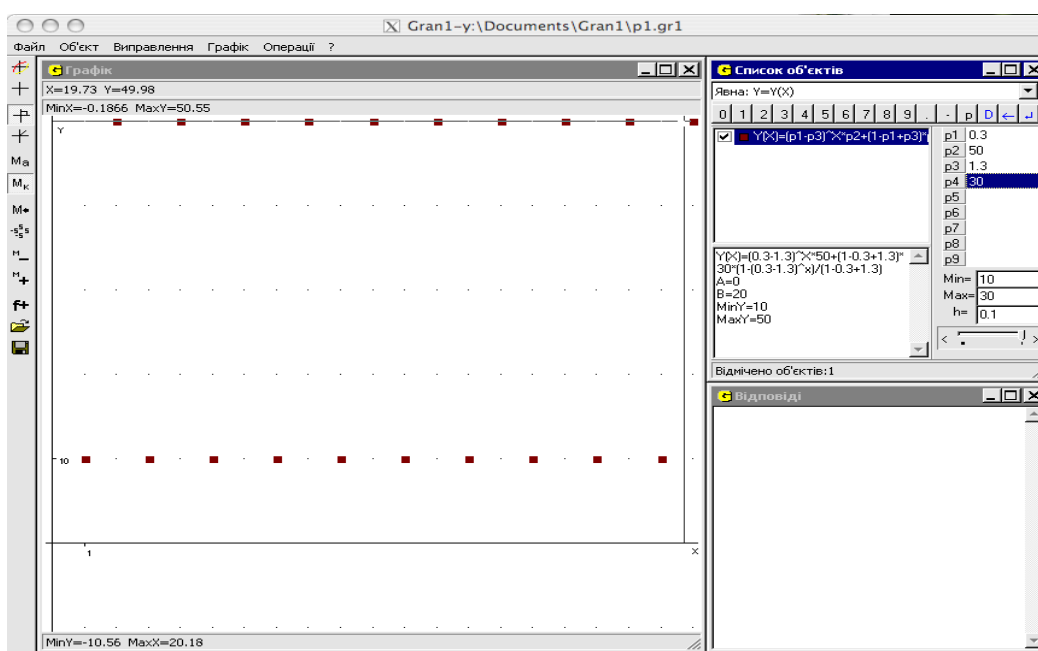 Gran1-y:\Documents\Gran1\p1.gr1
Файл Об'єкт Виправлення Графік Операції ?
Графік
X=19.73 Y=49.98
MinX=-0.1866 MaxY=50.55
Y
10
1
X
MinY=-10.56 MaxX=20.18
Ma
Mк
M
-s s s
M
M
f+
Список об'єктів
Явна: Y=Y(X)
0 1 2 3 4 5 6 7 8 9 . - p D ← ↵
Y(X)=(p1-p3)^X*p2+(1-p1+p3)*
p1 0.3
p2 50
p3 1.3
p4 30
p5
p6
p7
p8
p9
Y(X)=(0.3-1.3)^X*50+(1-0.3+1.3)*
30*(1-(0.3-1.3)^x)/(1-0.3+1.3)
A=0
B=20
MinY=10
MaxY=50
Min= 10
Max= 30
h= 0.1
< >
Відмічено об'єктів:1
Відповіді